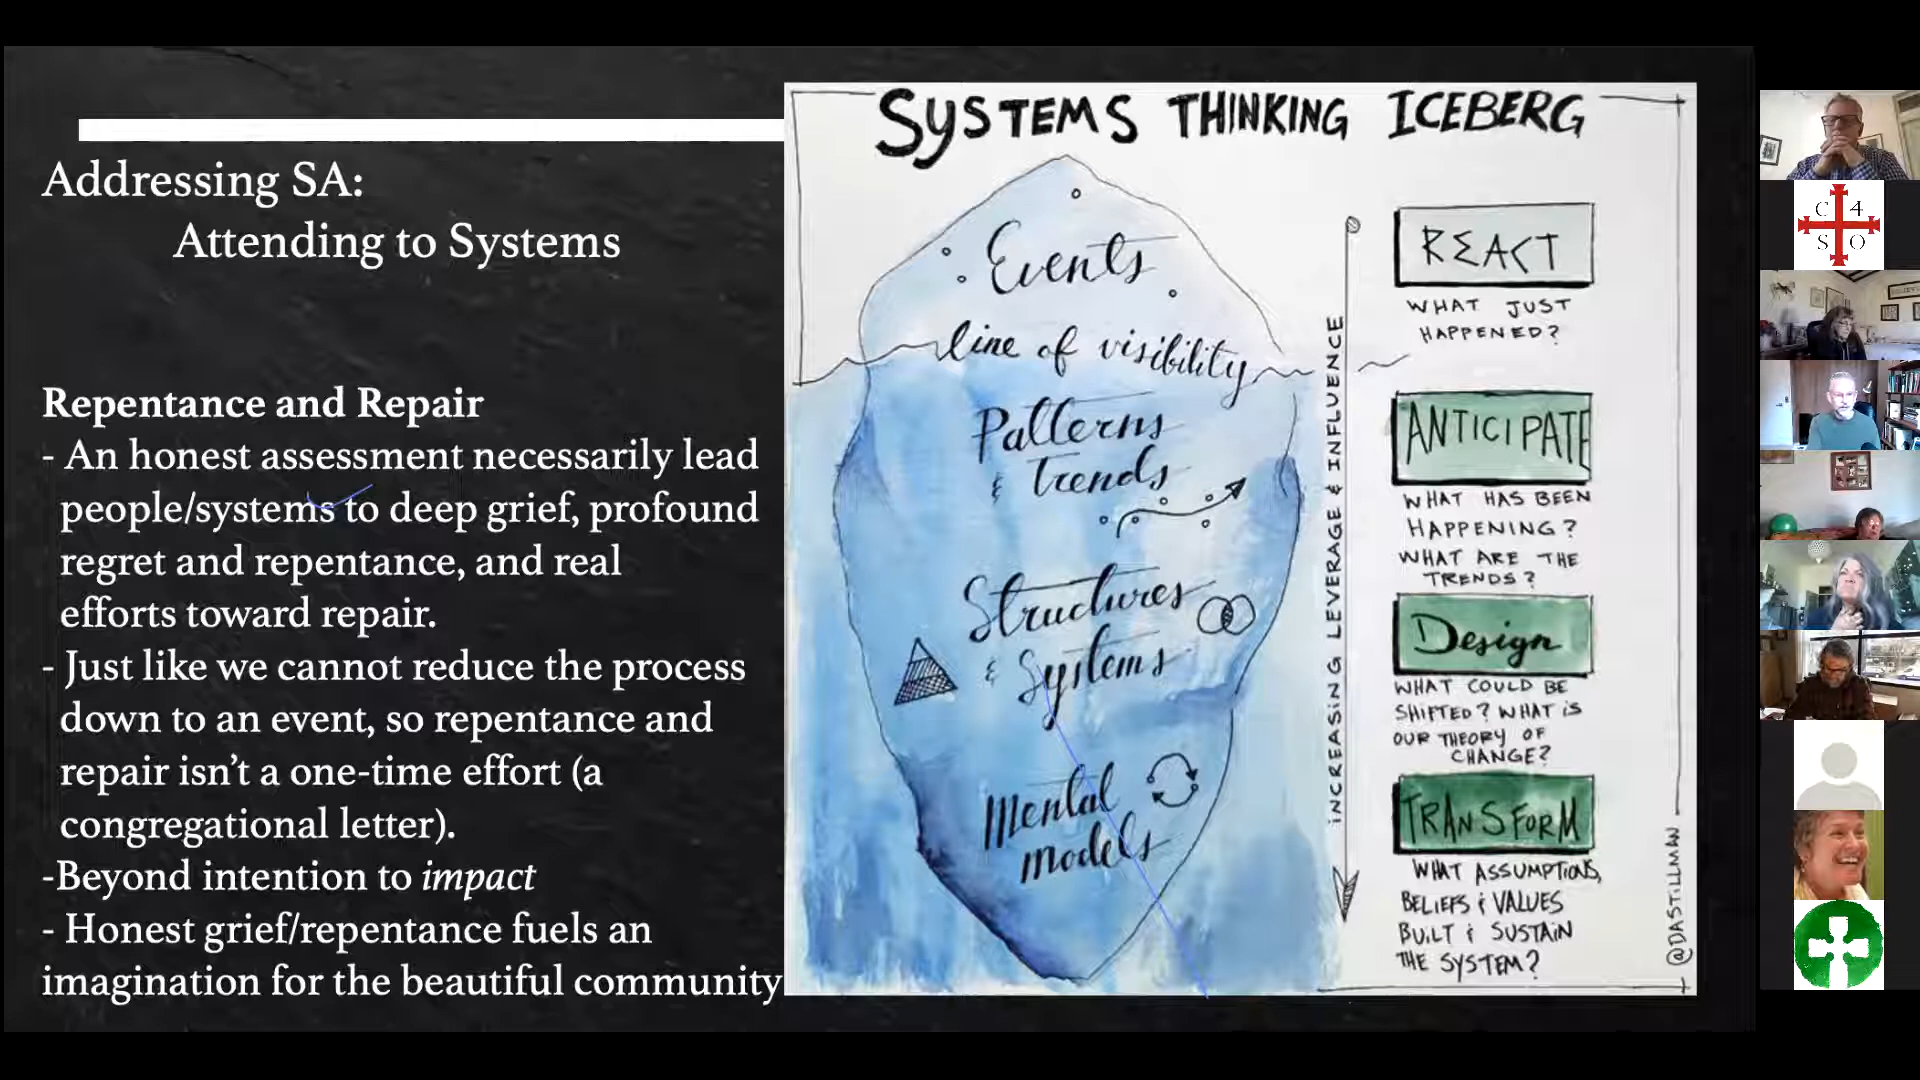 Addressing SA:
Attending to Systems
Repentance and Repair
- An honest assessment necessarily lead
people/systems to deep grief, profound
regret and repentance, and real
efforts toward repair.
- Just like we cannot reduce the process
down to an event, so repentance and
repair isn’t a one-time effort (a
congregational letter).
-Beyond intention to impact
- Honest grief/repentance fuels an
imagination for the beautiful community
SYSTEMS THINKING ICEBERG
Events
line of visibility
Patterns
& trends
Structures
& Systems
Mental
models
INCREASING LEVERAGE & INFLUENCE
REACT
WHAT JUST
HAPPENED?
ANTICIPATE
WHAT HAS BEEN
HAPPENING?
WHAT ARE THE
TRENDS?
Design
WHAT COULD BE
SHIFTED? WHAT IS
OUR THEORY OF
CHANGE?
TRANSFORM
WHAT ASSUMPTIONS,
BELIEFS & VALUES
BUILT & SUSTAIN
THE SYSTEM?
@DASTILLMAN
C 4
S O